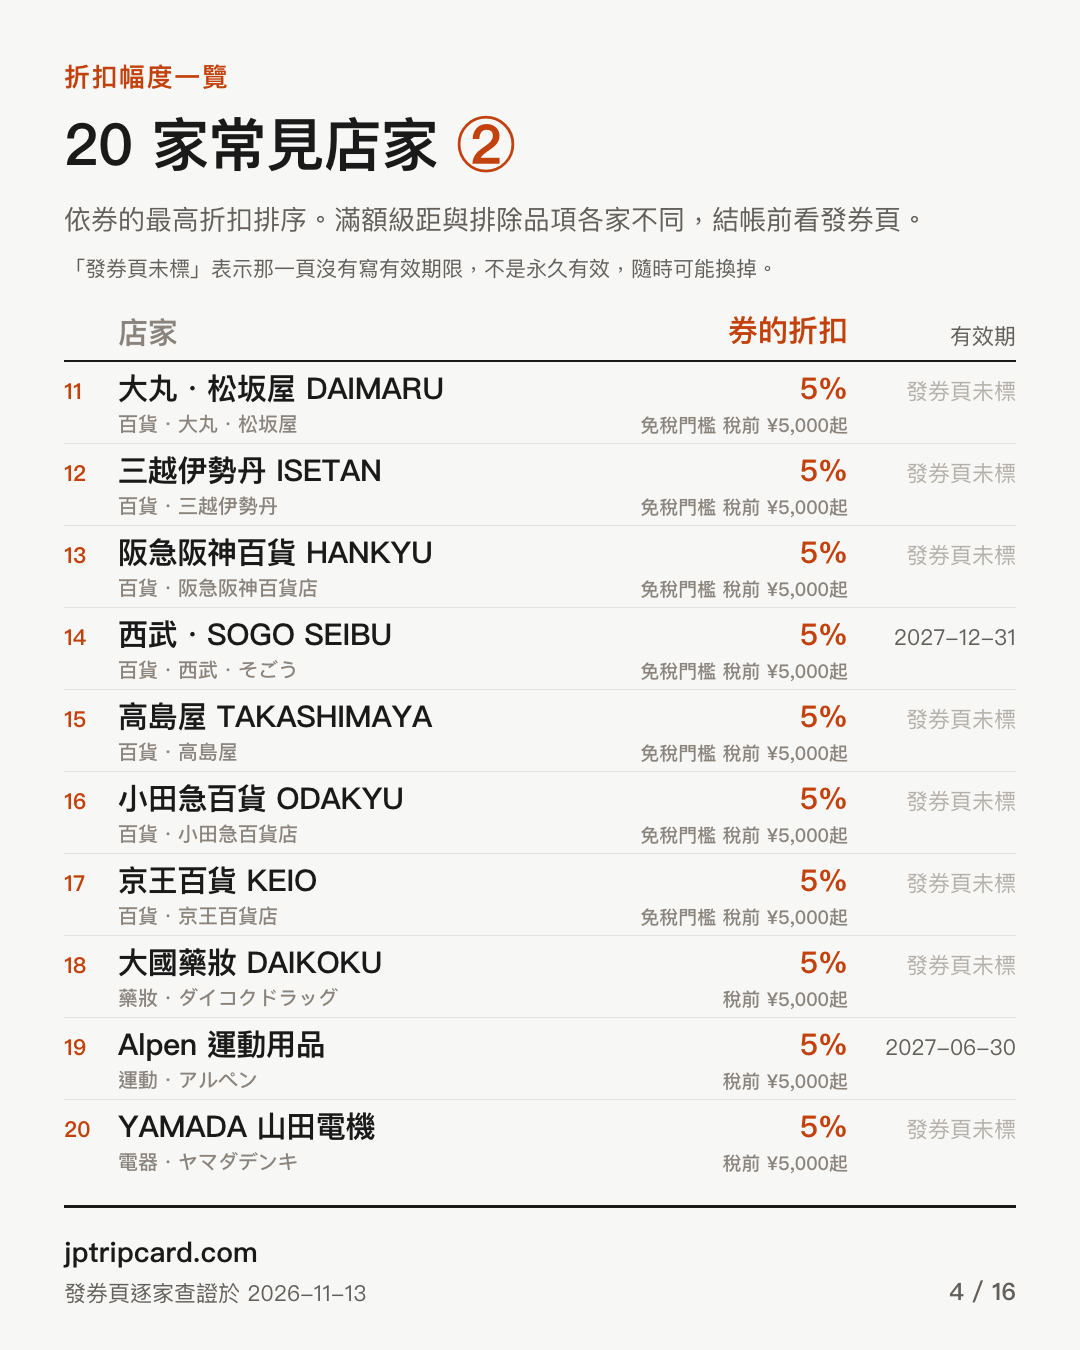 折扣幅度一覽
20 家常見店家 ②
依券的最高折扣排序。滿額級距與排除品項各家不同，結帳前看發券頁。
「發券頁未標」表示那一頁沒有寫有效期限，不是永久有效，隨時可能換掉。
店家 券的折扣 有效期
11 大丸・松坂屋 DAIMARU 5% 發券頁未標
百貨・大丸・松坂屋 免稅門檻 稅前 ¥5,000起
12 三越伊勢丹 ISETAN 5% 發券頁未標
百貨・三越伊勢丹 免稅門檻 稅前 ¥5,000起
13 阪急阪神百貨 HANKYU 5% 發券頁未標
百貨・阪急阪神百貨店 免稅門檻 稅前 ¥5,000起
14 西武・SOGO SEIBU 5% 2027-12-31
百貨・西武・そごう 免稅門檻 稅前 ¥5,000起
15 高島屋 TAKASHIMAYA 5% 發券頁未標
百貨・高島屋 免稅門檻 稅前 ¥5,000起
16 小田急百貨 ODAKYU 5% 發券頁未標
百貨・小田急百貨店 免稅門檻 稅前 ¥5,000起
17 京王百貨 KEIO 5% 發券頁未標
百貨・京王百貨店 免稅門檻 稅前 ¥5,000起
18 大國藥妝 DAIKOKU 5% 發券頁未標
藥妝・ダイコクドラッグ 稅前 ¥5,000起
19 Alpen 運動用品 5% 2027-06-30
運動・アルペン 稅前 ¥5,000起
20 YAMADA 山田電機 5% 發券頁未標
電器・ヤマダデンキ 稅前 ¥5,000起
jptripcard.com
發券頁逐家查證於 2026-11-13 4 / 16